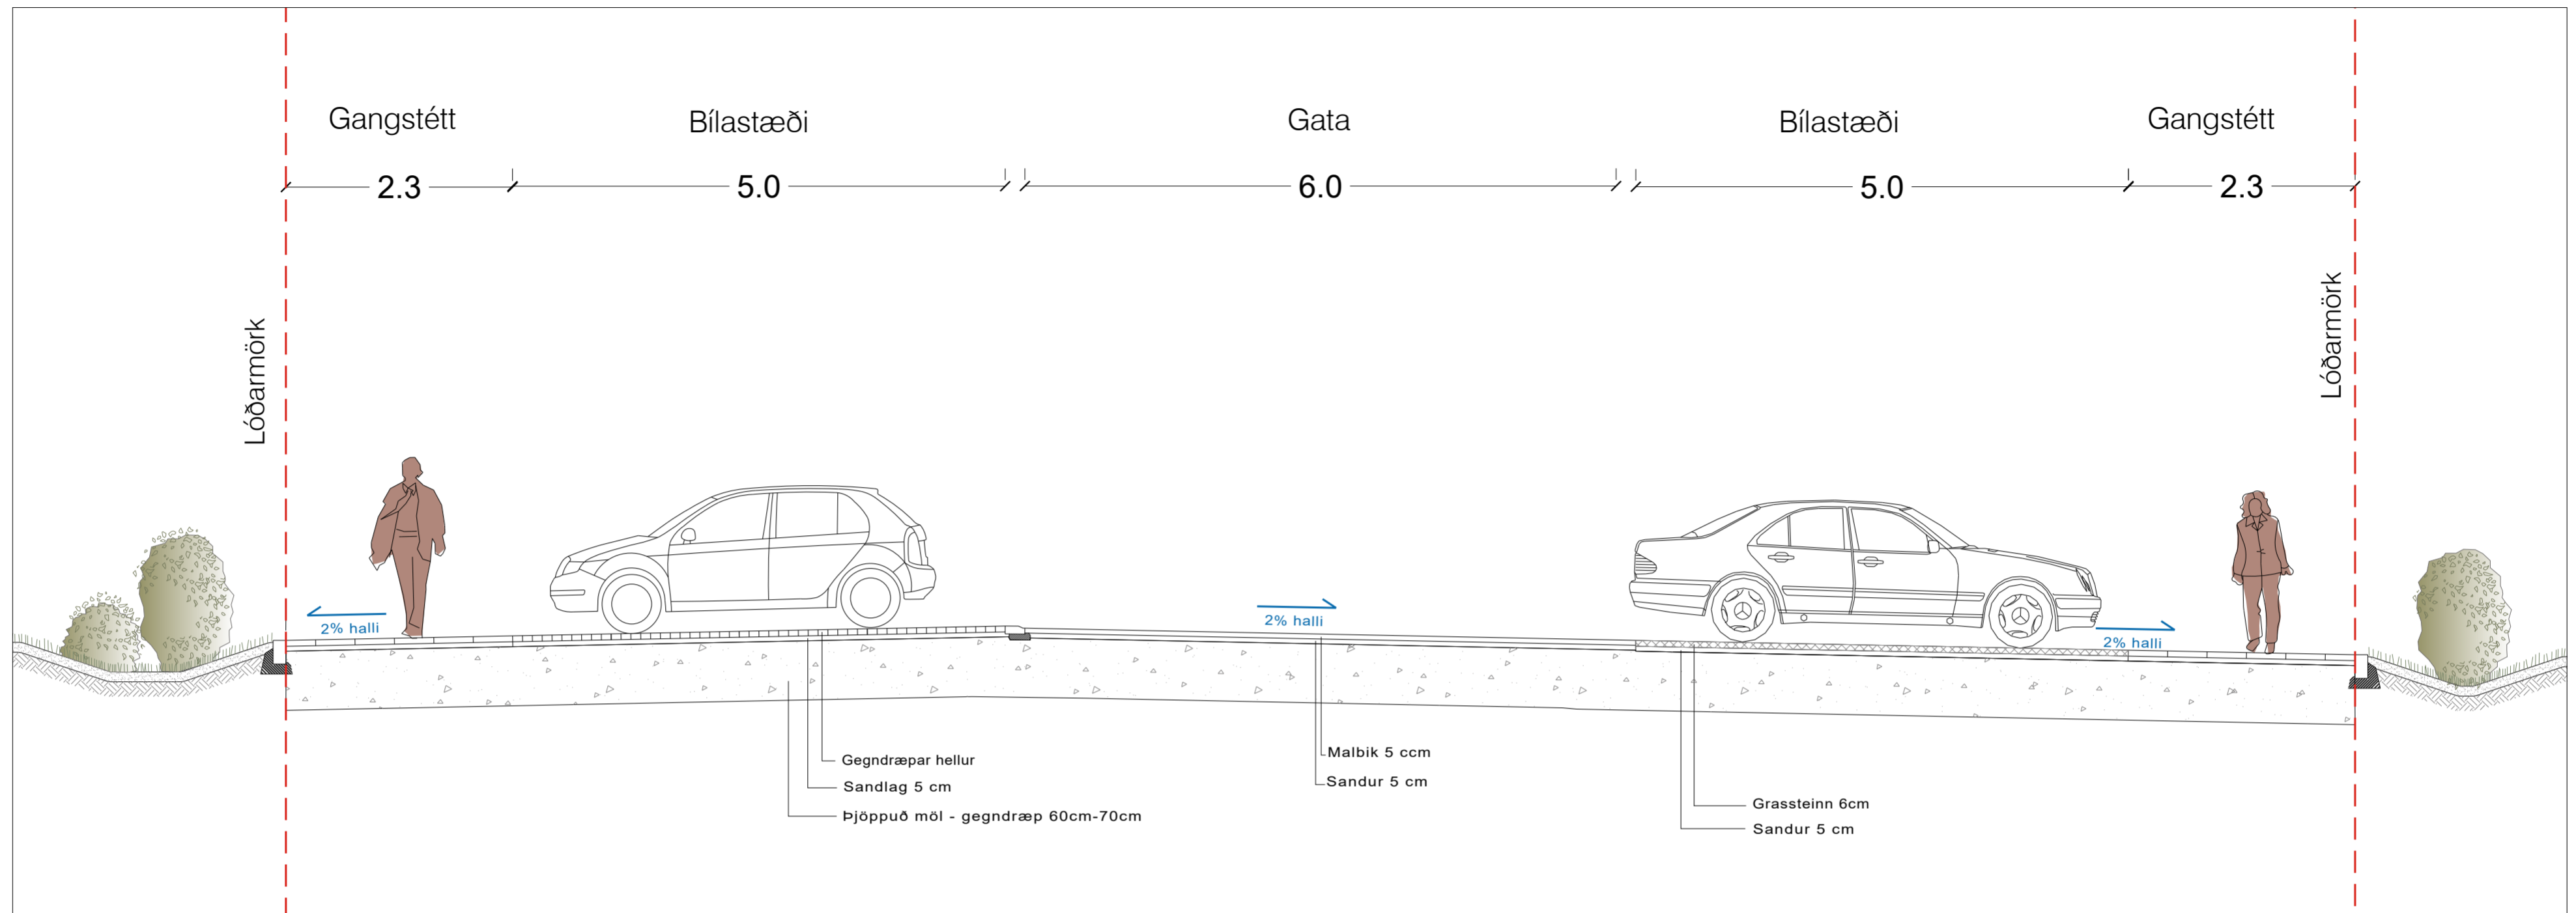 Gangstétt
Bílastæði
Gata
Bílastæði
Gangstétt
2.3
5.0
6.0
5.0
2.3
Lóðarmörk
Lóðarmörk
2% halli
2% halli
2% halli
Gegndræpar hellur
Sandlag 5 cm
Þjöppuð möl - gegndræp 60cm-70cm
Malbik 5 ccm
Sandur 5 cm
Grassteinn 6cm
Sandur 5 cm